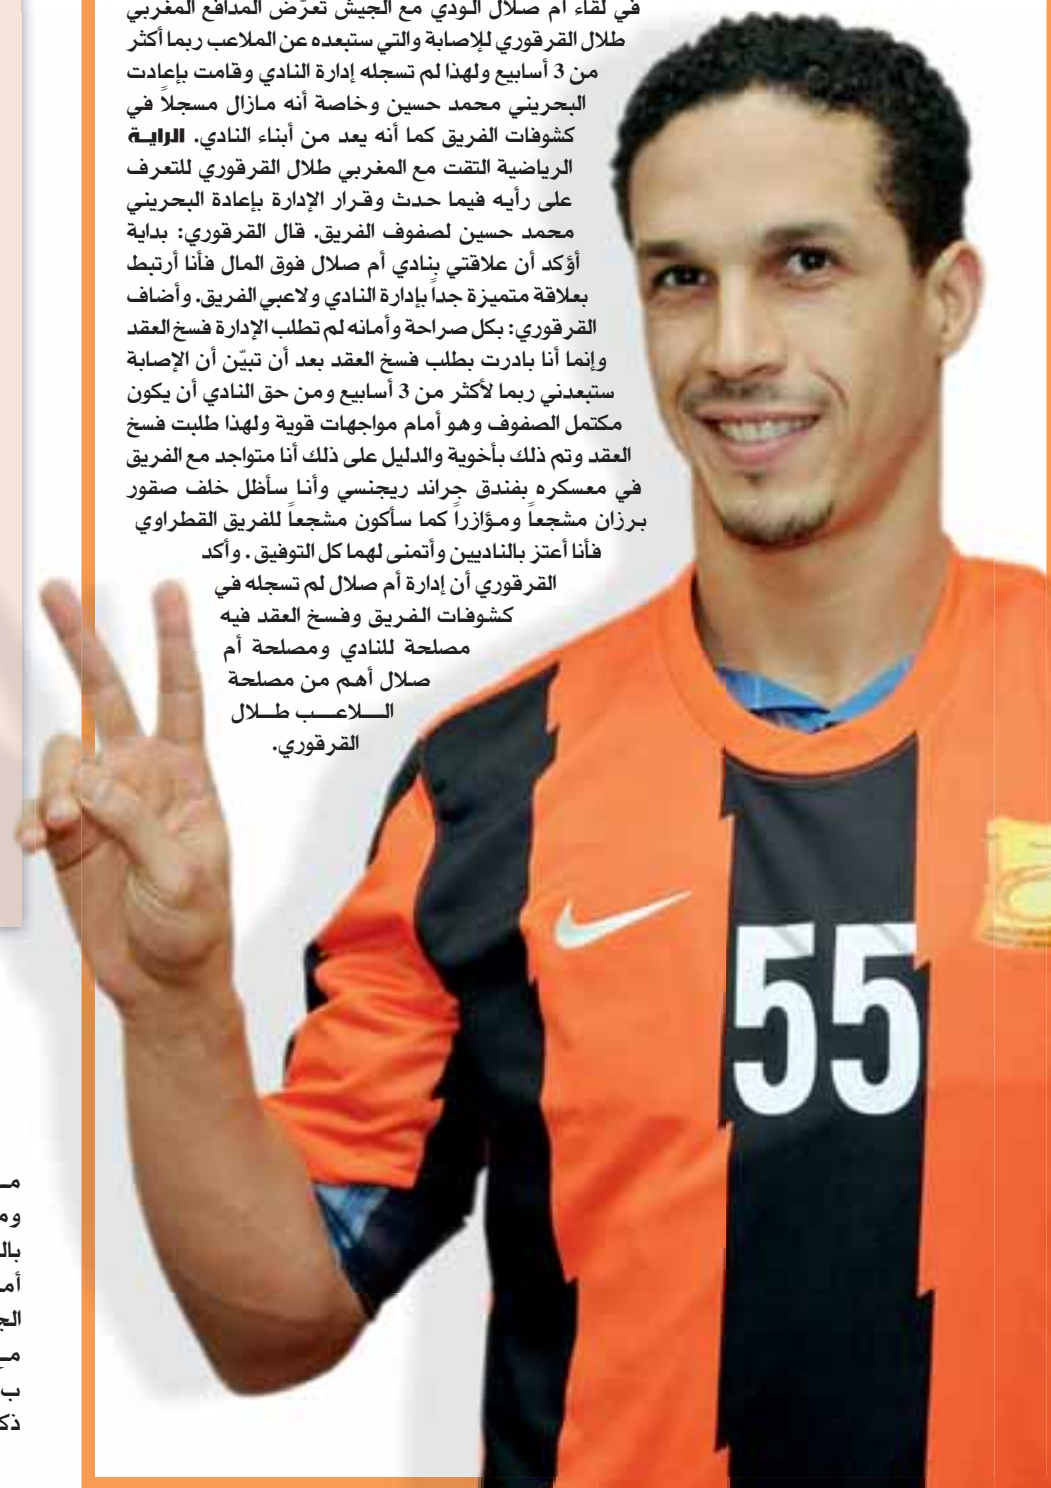 في لقاء أم صلال الودي مع الجيش تعرّض المدافع المغربي
طلال القرقوري للإصابة والتي ستبعده عن الملاعب ربما أكثر
من 3 أسابيع ولهذا لم تسجله إدارة النادي وقامت بإعادت
البحريني محمد حسين وخاصة أنه مازال مسجلاً في
كشوفات الفريق كما أنه يعد من أبناء النادي. الراية
الرياضية التقت مع المغربي طلال القرقوري للتعرف
على رأيه فيما حدث وقرار الإدارة بإعادة البحريني
محمد حسين لصفوف الفريق. قال القرقوري: بداية
أؤكد أن علاقتي بنادي أم صلال فوق المال فأنا أرتبط
بعلاقة متميزة جداً بإدارة النادي ولاعبي الفريق. وأضاف
القرقوري: بكل صراحة وأمانه لم تطلب الإدارة فسخ العقد
وإنما أنا بادرت بطلب فسخ العقد بعد أن تبيّن أن الإصابة
ستبعدني ربما لأكثر من 3 أسابيع ومن حق النادي أن يكون
مكتمل الصفوف وهو أمام مواجهات قوية ولهذا طلبت فسخ
العقد وتم ذلك بأخوية والدليل على ذلك أنا متواجد مع الفريق
في معسكره بفندق جراند ريجنسي وأنا سأظل خلف صقور
برزان مشجعاً ومؤازراً كما سأكون مشجعاً للفريق القطراوي
فأنا أعتز بالناديين وأتمنى لهما كل التوفيق . وأكد
القرقوري أن إدارة أم صلال لم تسجله في
كشوفات الفريق وفسخ العقد فيه
مصلحة للنادي ومصلحة أم
صلال أهم من مصلحة
الـــلاعـــب طـــلال
القرقوري.
55